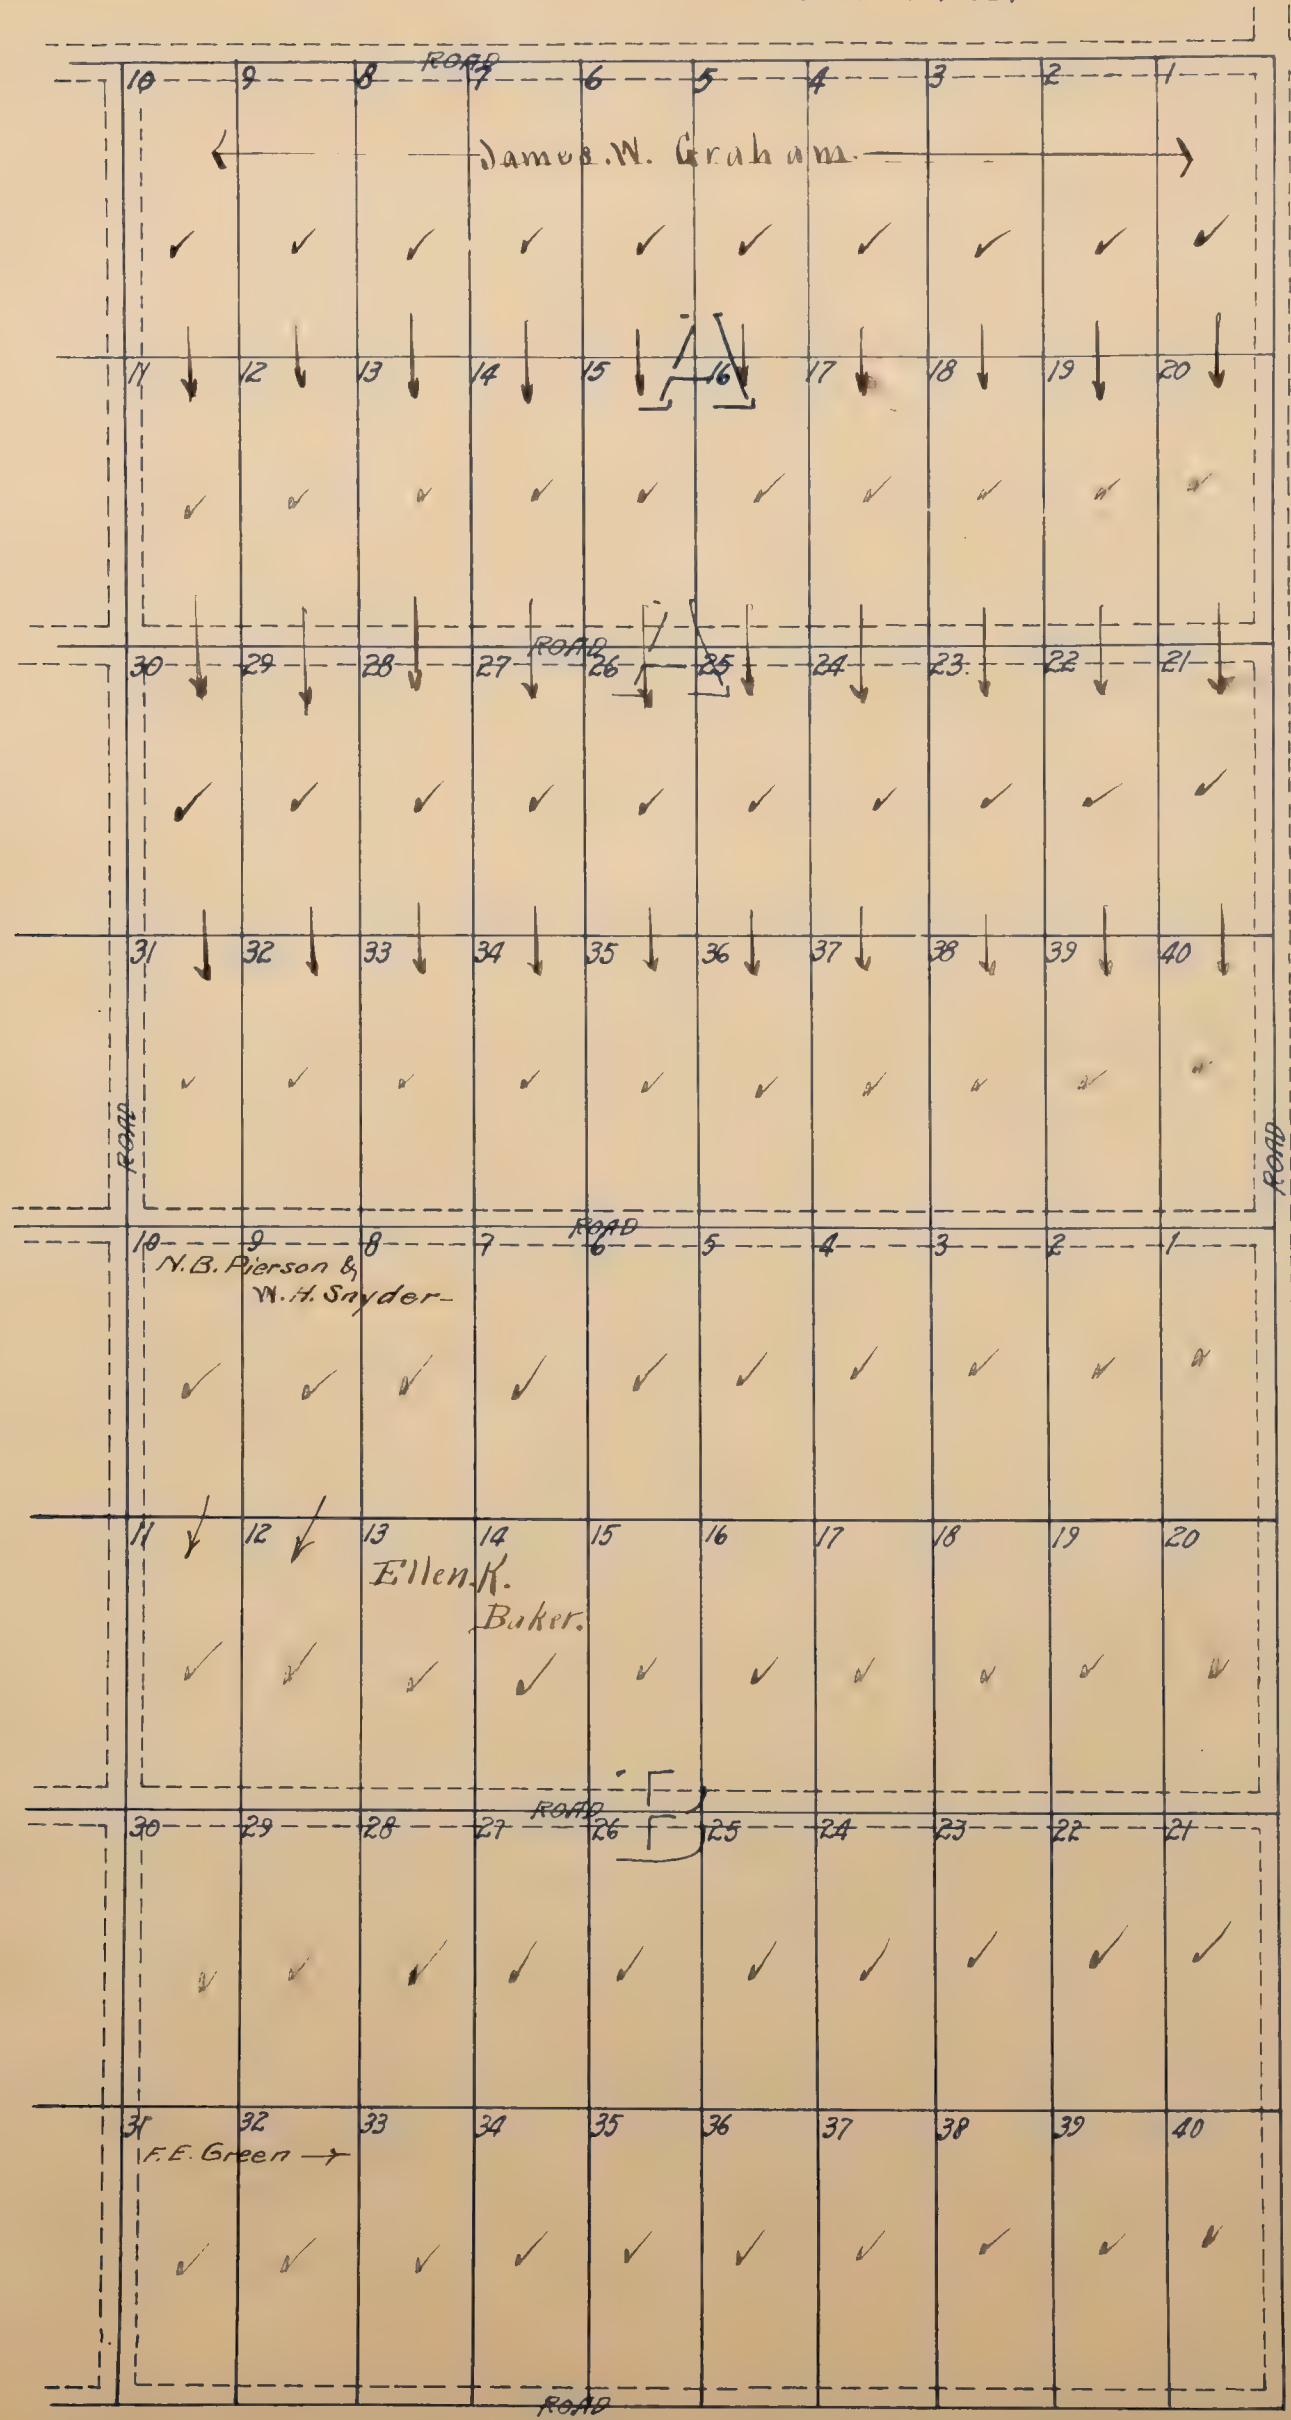 ROAD
10 9 8 7 6 5 4 3 2 1
James. W. Graham.
11 12 13 14 15 16 17 18 19 20
ROAD
30 29 28 27 26 25 24 23. 22 21
31 32 33 34 35 36 37 38 39 40
ROAD
ROAD
ROAD
10 9 8 7 6 5 4 3 2 1
N.B. Pierson &
W.H. Snyder-
11 12 13 14 15 16 17 18 19 20
Ellen. K.
Baker.
ROAD
30 29 28 27 26 25 24 23 22 21
31 32 33 34 35 36 37 38 39 40
F.E. Green →
ROAD